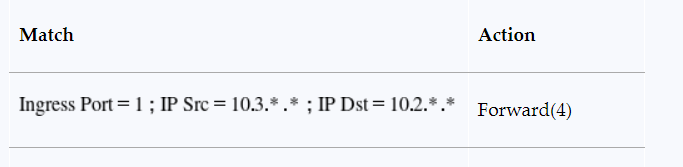 Match Action
Ingress Port = 1 ; IP Src = 10.3.*.* ; IP Dst = 10.2.*.* Forward(4)